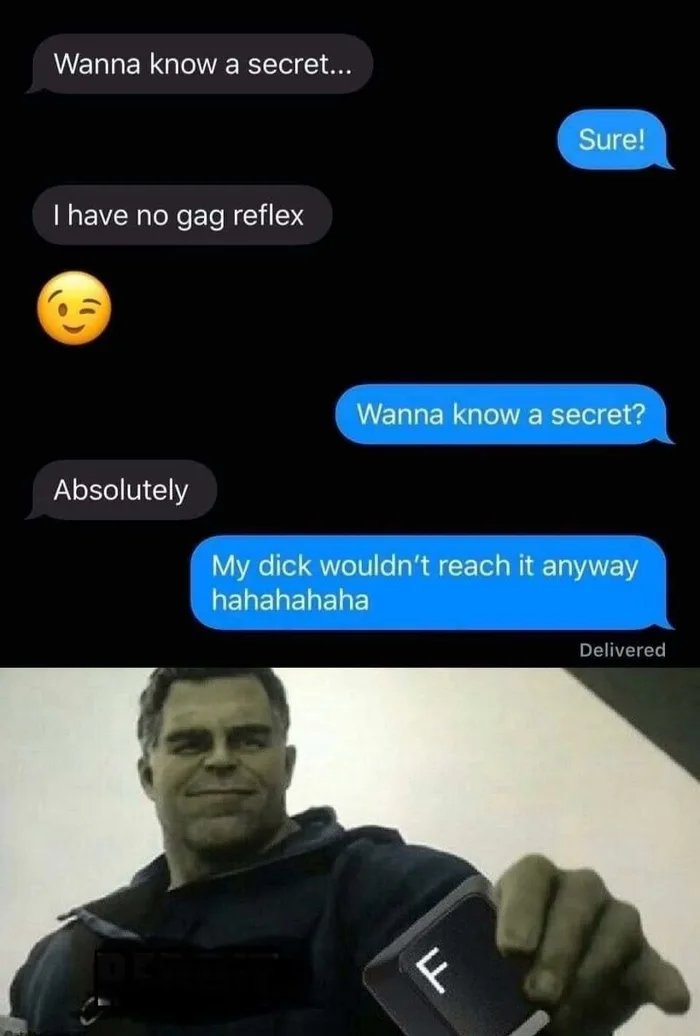 Wanna know a secret...
Sure!
I have no gag reflex
Wanna know a secret?
Absolutely
My dick wouldn't reach it anyway
hahahahaha
Delivered
F